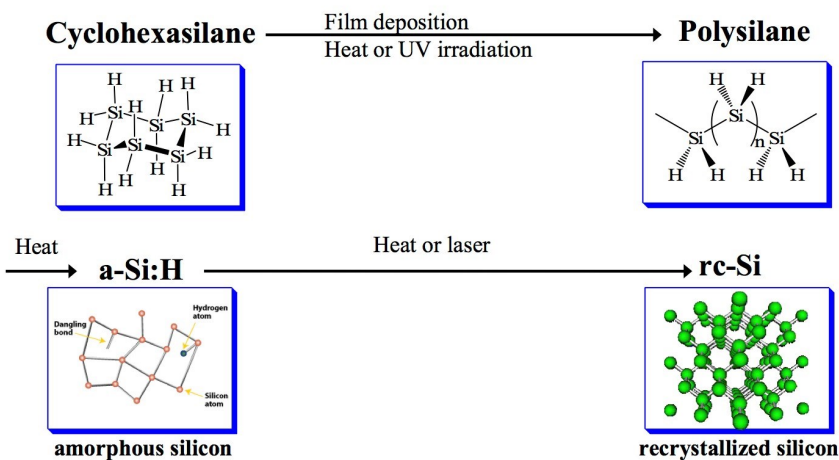 Cyclohexasilane
Film deposition
Heat or UV irradiation
Polysilane
H
H H
H Si H Si
Si H
H
Si Si
Si H
H
H H
H
H H
Si
n
Si Si
H H H H
Heat
a-Si:H
Heat or laser
rc-Si
Dangling
bond
Hydrogen
atom
Silicon
atom
amorphous silicon
recrystallized silicon